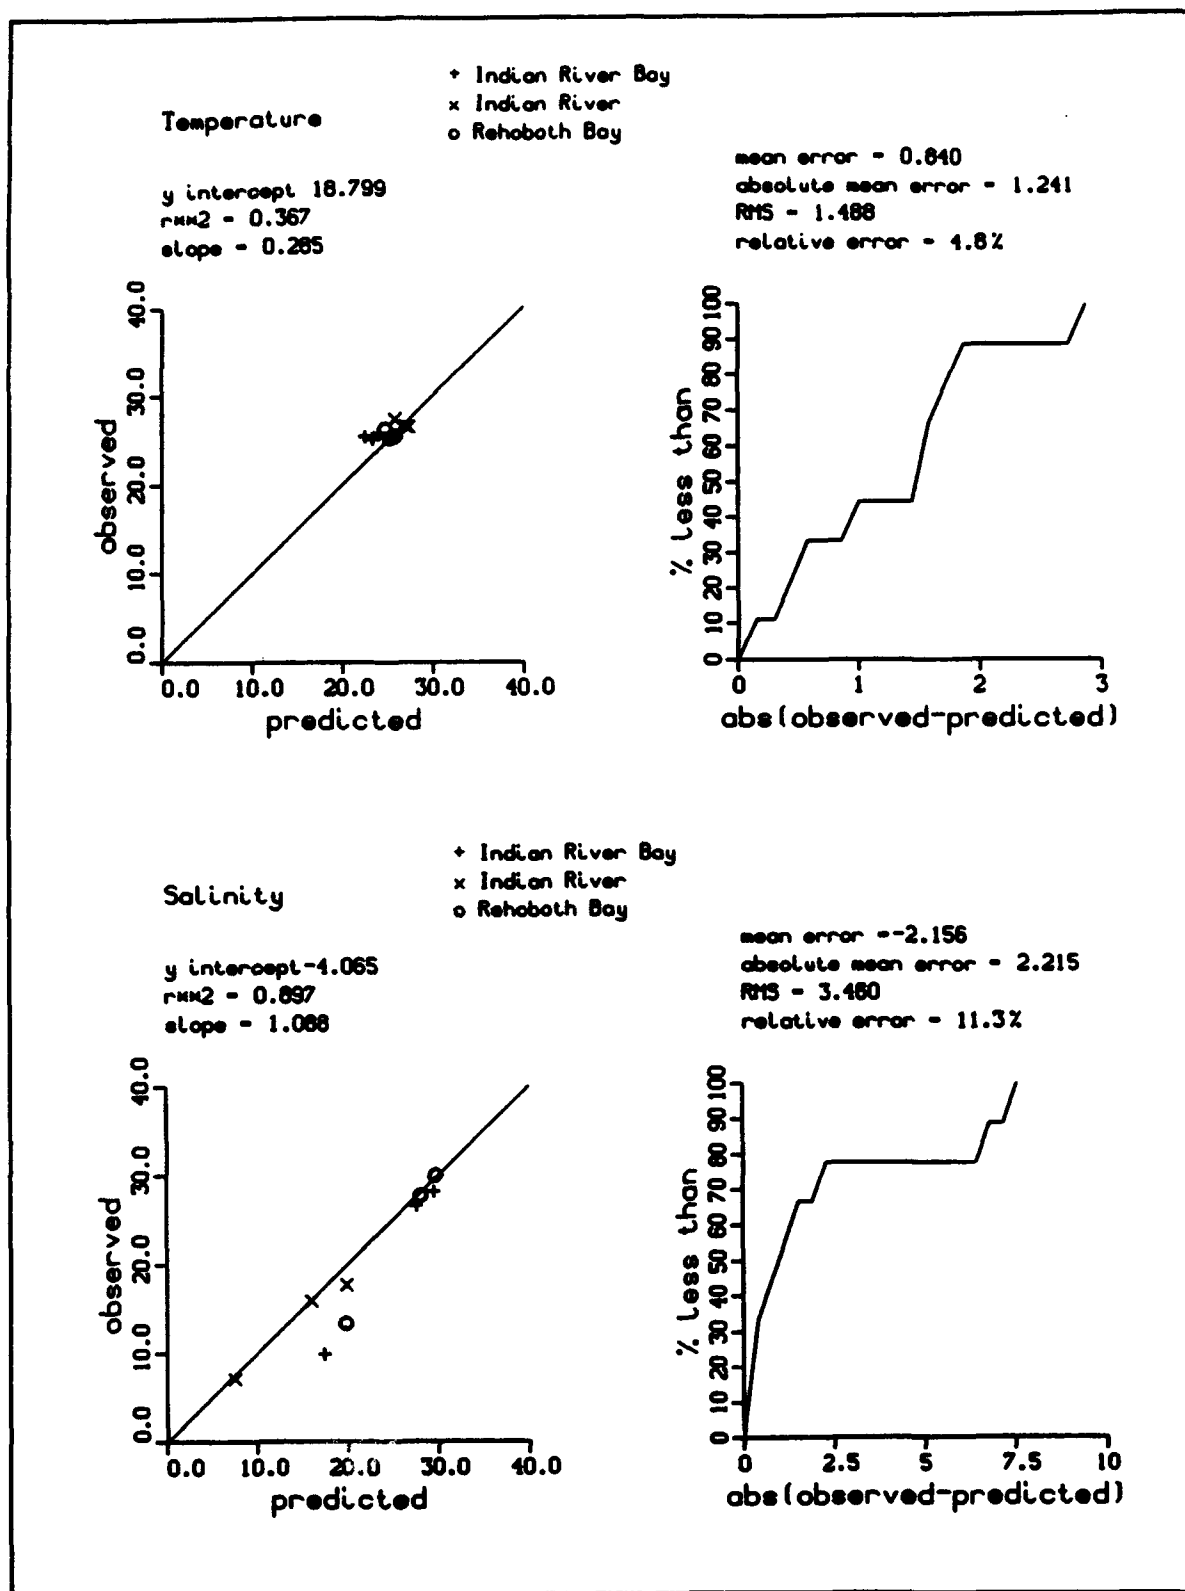 + Indian River Bay
x Indian River
o Rehoboth Bay
Temperature
y intercept 18.799
r**2 = 0.367
slope = 0.285
mean error = 0.840
absolute mean error = 1.241
RMS = 1.488
relative error = 4.8%
observed
0.0 10.0 20.0 30.0 40.0
0.0 10.0 20.0 30.0 40.0
predicted
% less than
0 10 20 30 40 50 60 70 80 90 100
0 1 2 3
abs(observed-predicted)
+ Indian River Bay
x Indian River
o Rehoboth Bay
Salinity
y intercept-4.065
r**2 = 0.897
slope = 1.088
mean error =-2.156
absolute mean error = 2.215
RMS = 3.460
relative error = 11.3%
observed
0.0 10.0 20.0 30.0 40.0
0.0 10.0 20.0 30.0 40.0
predicted
% less than
0 10 20 30 40 50 60 70 80 90 100
0 2.5 5 7.5 10
abs(observed-predicted)